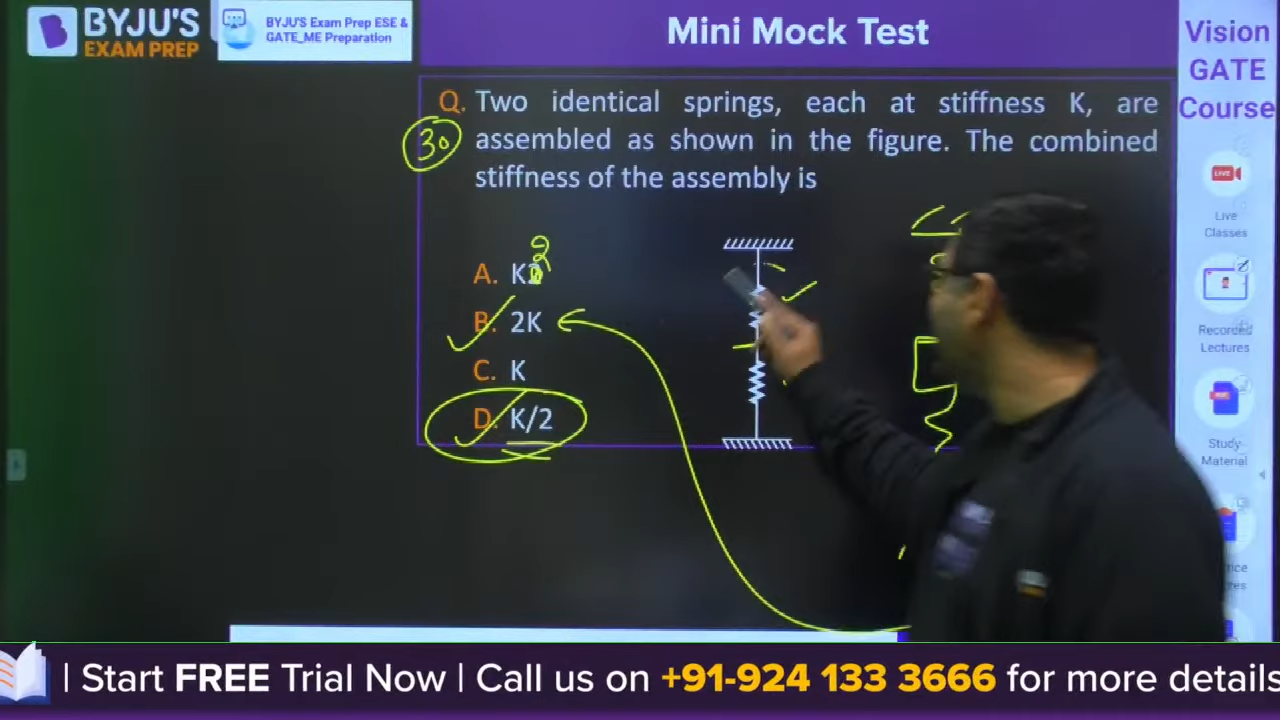 BYJU'S
EXAM PREP
BYJU'S Exam Prep ESE &
GATE_ME Preparation
Mini Mock Test
Vision
GATE
Course
Q. Two identical springs, each at stiffness K, are
30
assembled as shown in the figure. The combined
stiffness of the assembly is
A. K2
B. 2K
C. K
D. K/2
LIVE
Live
Classes
Recorded
Lectures
Study
Material
| Start FREE Trial Now | Call us on +91-924 133 3666 for more details